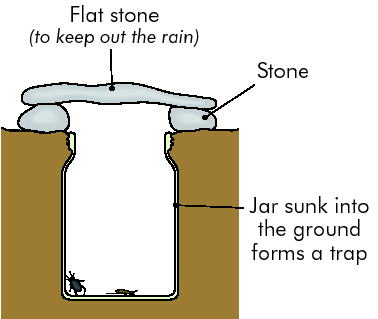 Flat stone
(to keep out the rain)
Stone
Jar sunk into
the ground
forms a trap